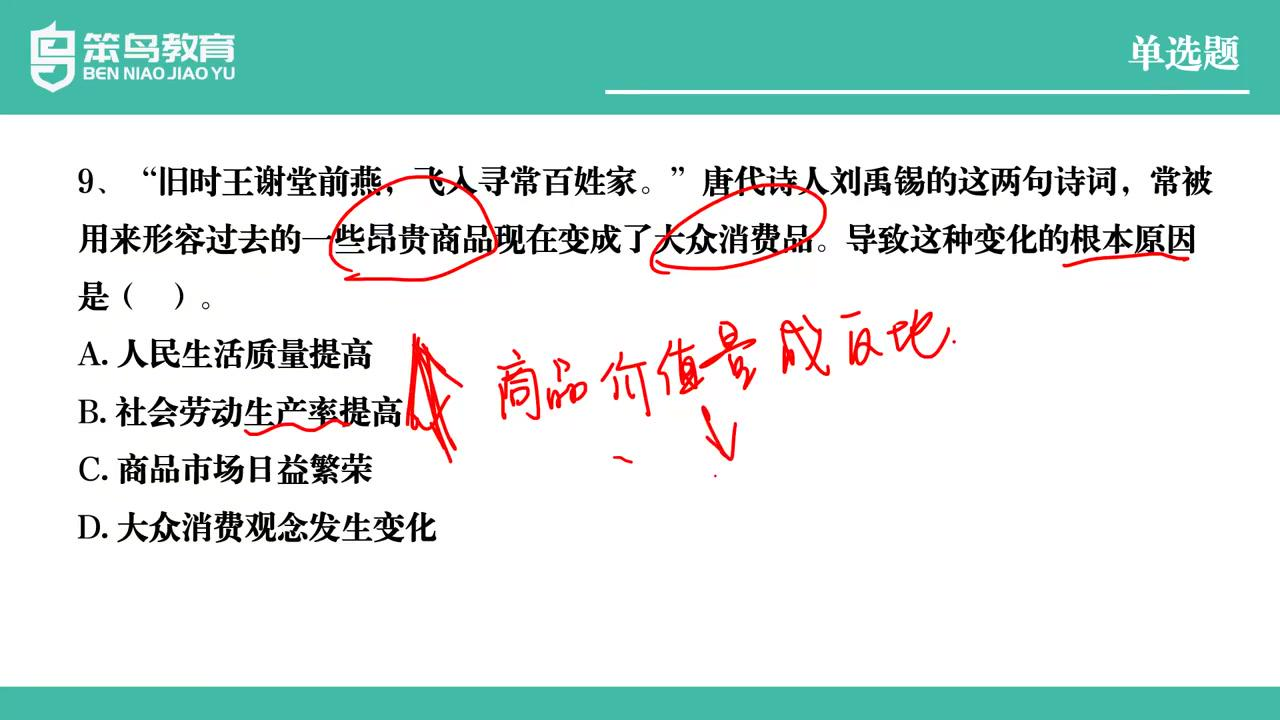 笨鸟教育
BEN NIAO JIAO YU
单选题
9、“旧时王谢堂前燕，飞入寻常百姓家。”唐代诗人刘禹锡的这两句诗词，常被
用来形容过去的一些昂贵商品现在变成了大众消费品。导致这种变化的根本原因
是（　）。
A. 人民生活质量提高
B. 社会劳动生产率提高
C. 商品市场日益繁荣
D. 大众消费观念发生变化
商品价值量成反地